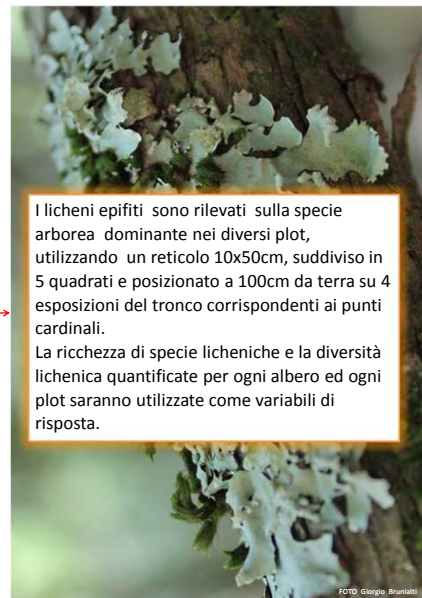 I licheni epifiti sono rilevati sulla specie
arborea dominante nei diversi plot,
utilizzando un reticolo 10x50cm, suddiviso in
5 quadrati e posizionato a 100cm da terra su 4
esposizioni del tronco corrispondenti ai punti
cardinali.
La ricchezza di specie licheniche e la diversità
lichenica quantificate per ogni albero ed ogni
plot saranno utilizzate come variabili di
risposta.
FOTO Giorgio Brunialti